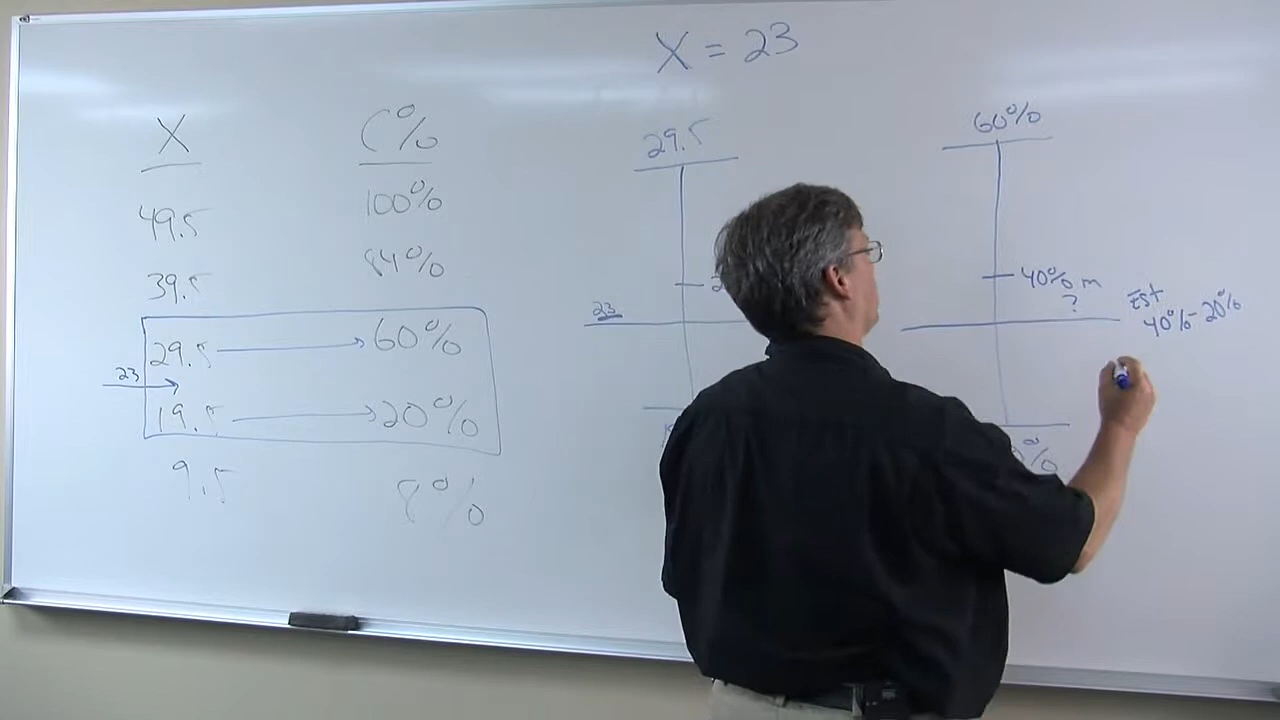 X = 23
X C%
49.5 100%
39.5 84%
29.5 60%
23
19.5 20%
9.5 8%
29.5
23
60%
40% m
?
Est
40% - 20%